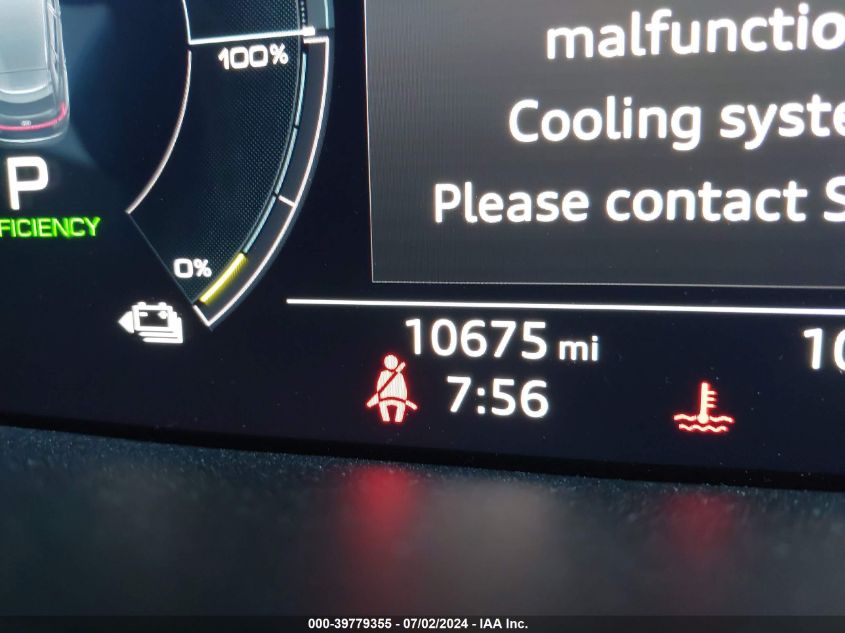 malfunctio
100%
Cooling syste
P
Please contact S
FICIENCY
0%
10675 mi
10
7:56
000-39779355 - 07/02/2024 - IAA Inc.